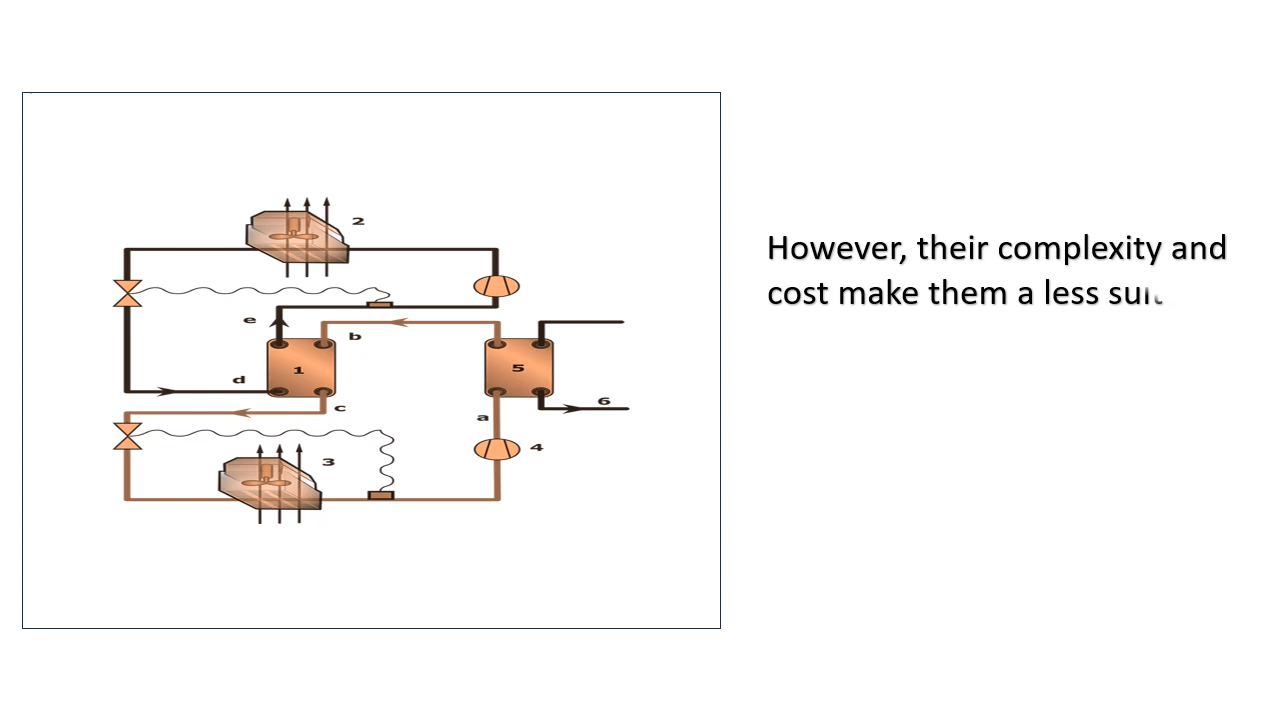 2
e
b
1
5
d
c
6
a
3
4
However, their complexity and
cost make them a less